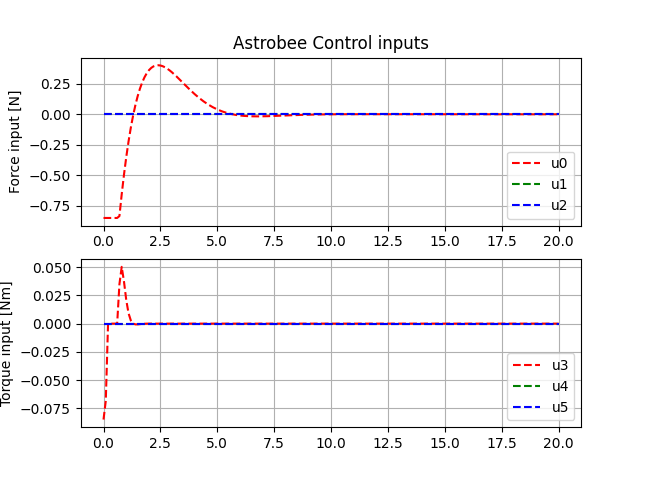 Astrobee Control inputs
Force input [N]
0.25
0.00
−0.25
−0.50
−0.75
u0
u1
u2
0.0 2.5 5.0 7.5 10.0 12.5 15.0 17.5 20.0
Torque input [Nm]
0.050
0.025
0.000
−0.025
−0.050
−0.075
u3
u4
u5
0.0 2.5 5.0 7.5 10.0 12.5 15.0 17.5 20.0